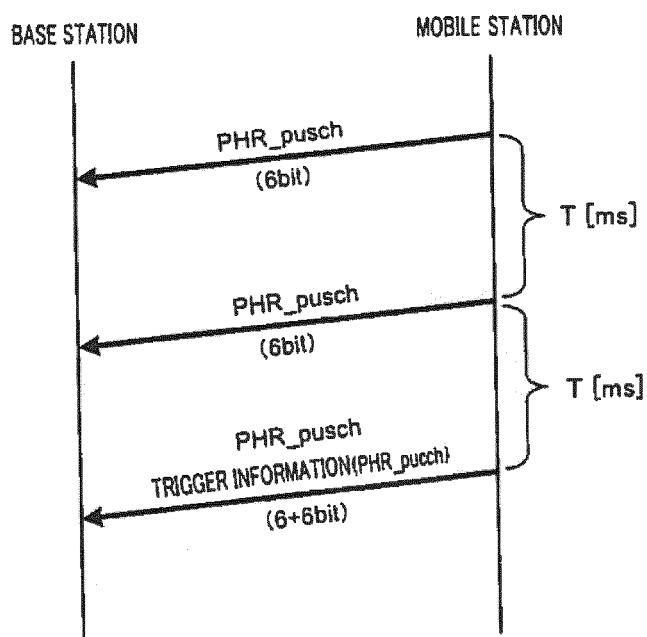 BASE STATION
MOBILE STATION
PHR_pusch
(6bit)
T [ms]
PHR_pusch
(6bit)
T [ms]
PHR_pusch
TRIGGER INFORMATION(PHR_pucch)
(6+6bit)